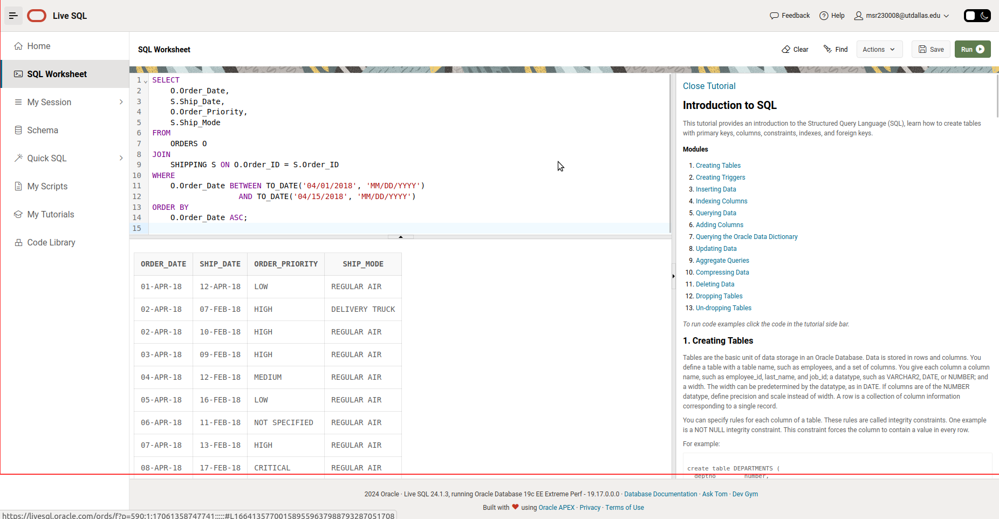 Live SQL
Feedback
Help
msr230008@utdallas.edu
Home
SQL Worksheet
My Session
Schema
Quick SQL
My Scripts
My Tutorials
Code Library
SQL Worksheet
Clear
Find
Actions
Save
Run
1 SELECT
2 O.Order_Date,
3 S.Ship_Date,
4 O.Order_Priority,
5 S.Ship_Mode
6 FROM
7 ORDERS O
8 JOIN
9 SHIPPING S ON O.Order_ID = S.Order_ID
10 WHERE
11 O.Order_Date BETWEEN TO_DATE('04/01/2018', 'MM/DD/YYYY')
12 AND TO_DATE('04/15/2018', 'MM/DD/YYYY')
13 ORDER BY
14 O.Order_Date ASC;
15
ORDER_DATE SHIP_DATE ORDER_PRIORITY SHIP_MODE
01-APR-18 12-APR-18 LOW REGULAR AIR
02-APR-18 07-FEB-18 HIGH DELIVERY TRUCK
02-APR-18 10-FEB-18 HIGH REGULAR AIR
03-APR-18 09-FEB-18 HIGH REGULAR AIR
04-APR-18 12-FEB-18 MEDIUM REGULAR AIR
05-APR-18 16-FEB-18 LOW REGULAR AIR
06-APR-18 11-FEB-18 NOT SPECIFIED REGULAR AIR
07-APR-18 13-FEB-18 HIGH REGULAR AIR
08-APR-18 17-FEB-18 CRITICAL REGULAR AIR
Close Tutorial
Introduction to SQL
This tutorial provides an introduction to the Structured Query Language (SQL), learn how to create tables
with primary keys, columns, constraints, indexes, and foreign keys.
Modules
1. Creating Tables
2. Creating Triggers
3. Inserting Data
4. Indexing Columns
5. Querying Data
6. Adding Columns
7. Querying the Oracle Data Dictionary
8. Updating Data
9. Aggregate Queries
10. Compressing Data
11. Deleting Data
12. Dropping Tables
13. Un-dropping Tables
To run code examples click the code in the tutorial side bar.
1. Creating Tables
Tables are the basic unit of data storage in an Oracle Database. Data is stored in rows and columns. You
define a table with a table name, such as employees, and a set of columns. You give each column a column
name, such as employee_id, last_name, and job_id; a datatype, such as VARCHAR2, DATE, or NUMBER; and
a width. The width can be predetermined by the datatype, as in DATE. If columns are of the NUMBER
datatype, define precision and scale instead of width. A row is a collection of column information
corresponding to a single record.
You can specify rules for each column of a table. These rules are called integrity constraints. One example
is a NOT NULL integrity constraint. This constraint forces the column to contain a value in every row.
For example:
create table DEPARTMENTS (
deptno number,
2024 Oracle · Live SQL 24.1.3, running Oracle Database 19c EE Extreme Perf - 19.17.0.0.0 · Database Documentation · Ask Tom · Dev Gym
Built with ❤ using Oracle APEX · Privacy · Terms of Use
https://livesql.oracle.com/ords/f?p=590:1:17061358747741:::::#L16641357700158955963798879328705​1708